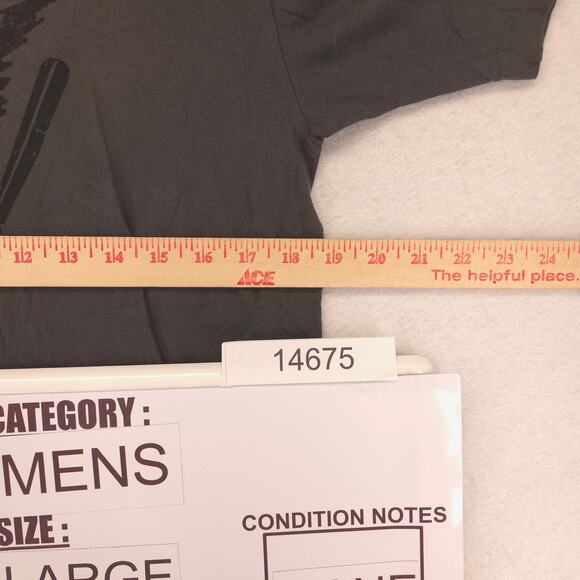 12 13 14 15 16 17 18 19 20 21 22 23 24
ACE The helpful place.
14675
CATEGORY :
MENS
SIZE :
CONDITION NOTES